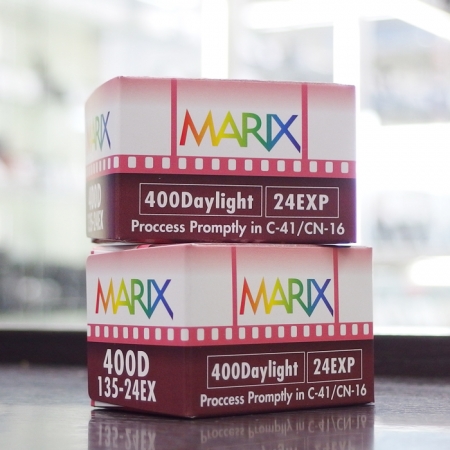 MARIX
400Daylight 24EXP
Proccess Promptly in C-41/CN-16
400D
MARIX MARIX
400D
135-24EX
400Daylight 24EXP
Proccess Promptly in C-41/CN-16